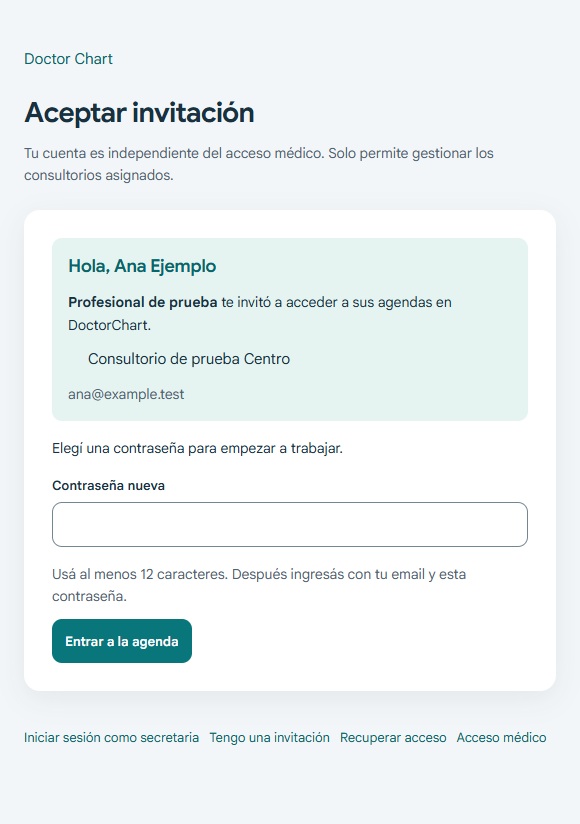 Doctor Chart
Aceptar invitación
Tu cuenta es independiente del acceso médico. Solo permite gestionar los
consultorios asignados.
Hola, Ana Ejemplo
Profesional de prueba te invitó a acceder a sus agendas en
DoctorChart.
Consultorio de prueba Centro
ana@example.test
Elegí una contraseña para empezar a trabajar.
Contraseña nueva
Usá al menos 12 caracteres. Después ingresás con tu email y esta
contraseña.
Entrar a la agenda
Iniciar sesión como secretaria Tengo una invitación Recuperar acceso Acceso médico